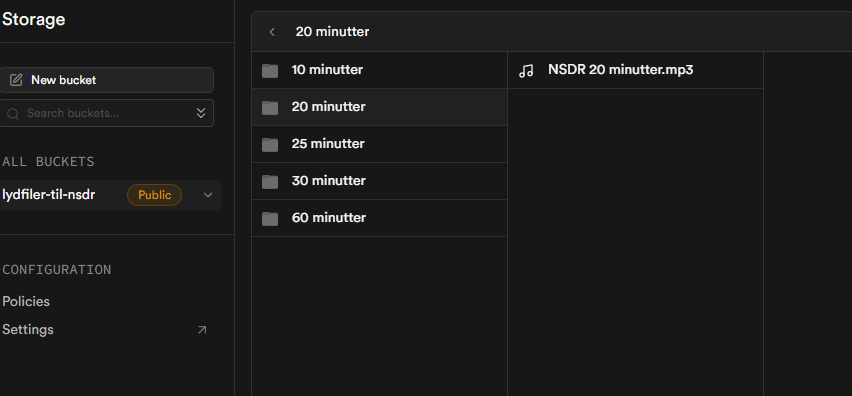 Storage
New bucket
Search buckets...
ALL BUCKETS
lydfiler-til-nsdr
Public
CONFIGURATION
Policies
Settings
20 minutter
10 minutter
20 minutter
25 minutter
30 minutter
60 minutter
NSDR 20 minutter.mp3